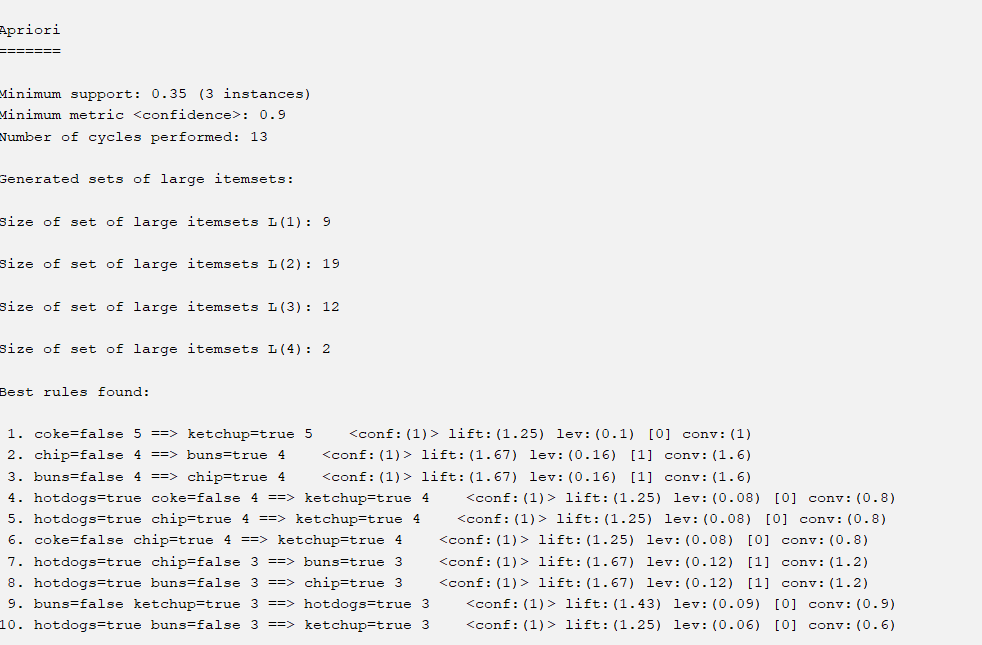 Apriori
=======
Minimum support: 0.35 (3 instances)
Minimum metric <confidence>: 0.9
Number of cycles performed: 13
Generated sets of large itemsets:
Size of set of large itemsets L(1): 9
Size of set of large itemsets L(2): 19
Size of set of large itemsets L(3): 12
Size of set of large itemsets L(4): 2
Best rules found:
1. coke=false 5 ==> ketchup=true 5    <conf:(1)> lift:(1.25) lev:(0.1) [0] conv:(1)
2. chip=false 4 ==> buns=true 4    <conf:(1)> lift:(1.67) lev:(0.16) [1] conv:(1.6)
3. buns=false 4 ==> chip=true 4    <conf:(1)> lift:(1.67) lev:(0.16) [1] conv:(1.6)
4. hotdogs=true coke=false 4 ==> ketchup=true 4    <conf:(1)> lift:(1.25) lev:(0.08) [0] conv:(0.8)
5. hotdogs=true chip=true 4 ==> ketchup=true 4    <conf:(1)> lift:(1.25) lev:(0.08) [0] conv:(0.8)
6. coke=false chip=true 4 ==> ketchup=true 4    <conf:(1)> lift:(1.25) lev:(0.08) [0] conv:(0.8)
7. hotdogs=true chip=false 3 ==> buns=true 3    <conf:(1)> lift:(1.67) lev:(0.12) [1] conv:(1.2)
8. hotdogs=true buns=false 3 ==> chip=true 3    <conf:(1)> lift:(1.67) lev:(0.12) [1] conv:(1.2)
9. buns=false ketchup=true 3 ==> hotdogs=true 3    <conf:(1)> lift:(1.43) lev:(0.09) [0] conv:(0.9)
10. hotdogs=true buns=false 3 ==> ketchup=true 3    <conf:(1)> lift:(1.25) lev:(0.06) [0] conv:(0.6)